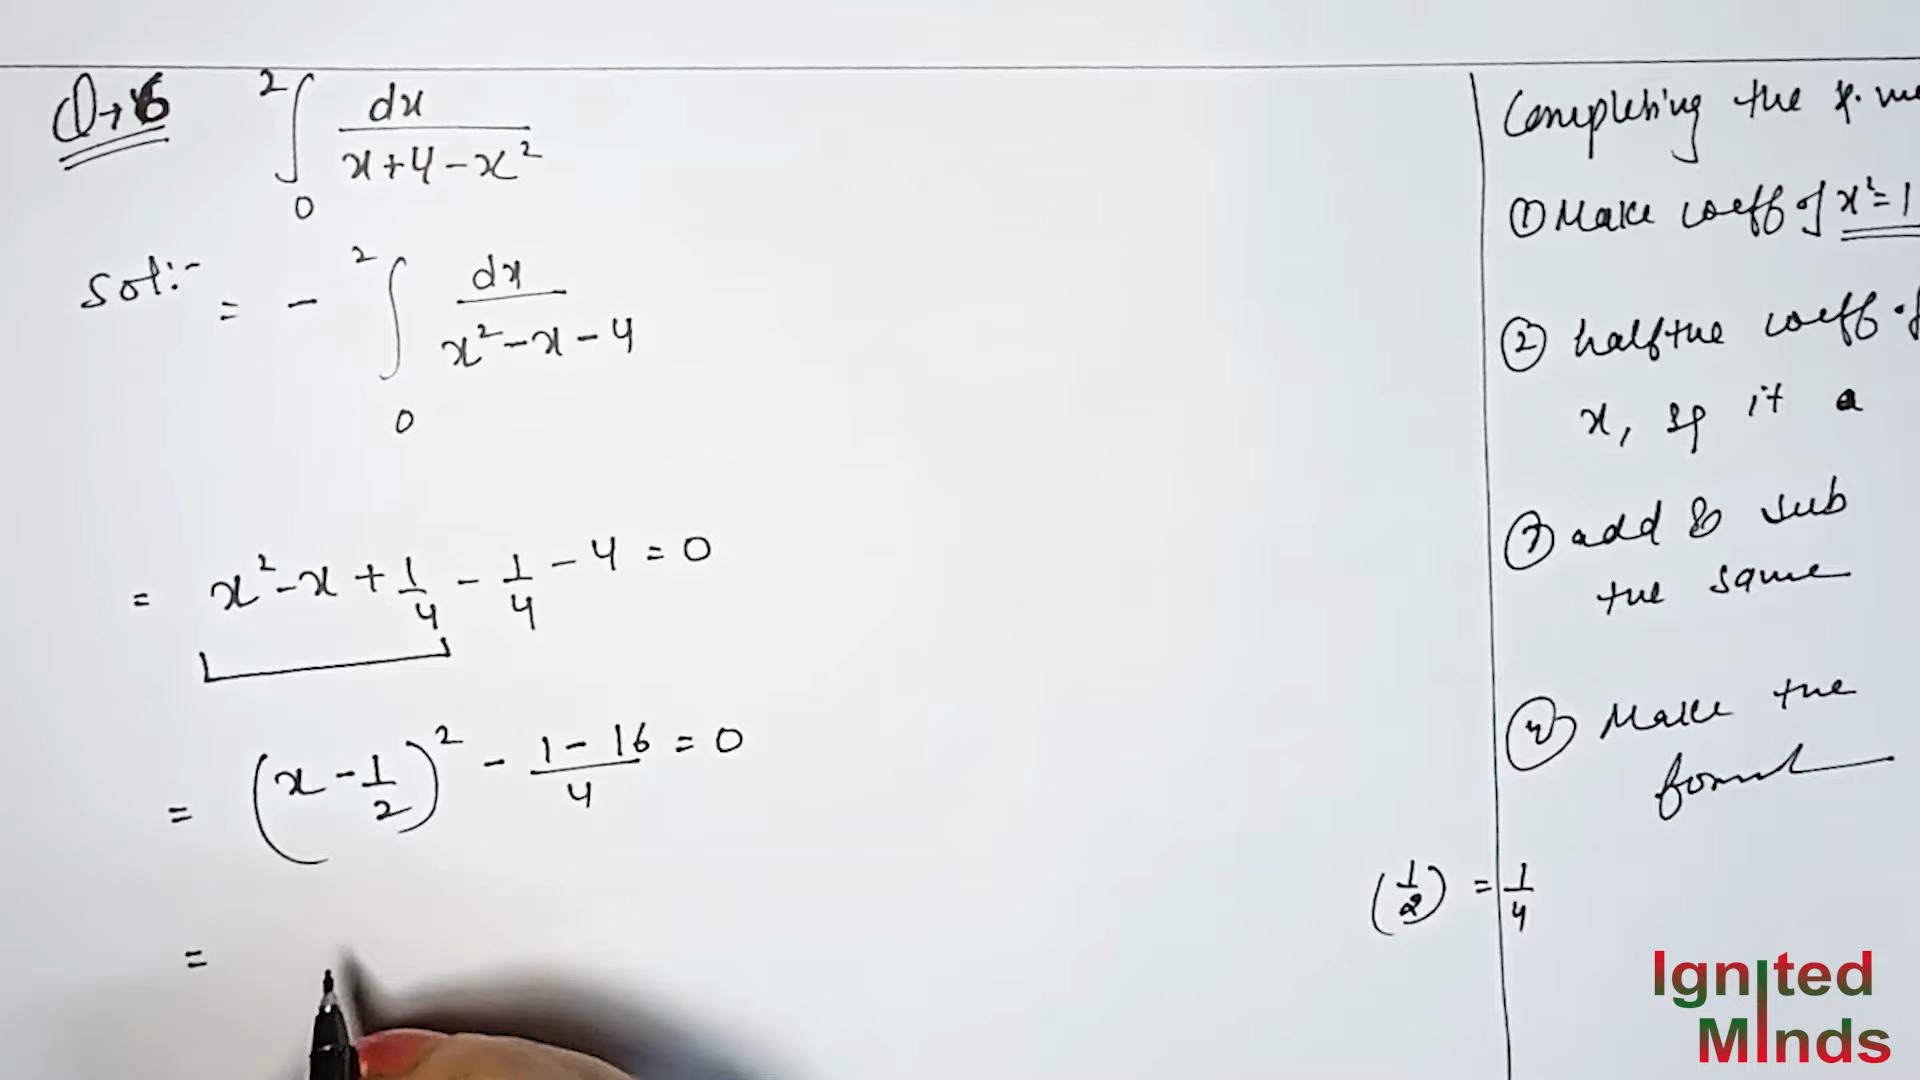 Q→6 ∫₀² dx / (x+4-x²)
Sol:- = - ∫₀² dx / (x²-x-4)
= x²-x+1/4 - 1/4 - 4 = 0
= (x - 1/2)² - (1-16)/4 = 0
=
Completing the
① Make coeff of x²=1
② half the coeff of
x, sq it
③ add & sub
the same
④ Make the
(1/2) = 1/4
Ignited
Minds